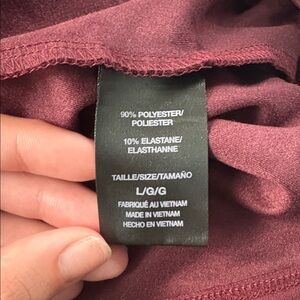 90% POLYESTER/
POLIESTER
10% ELASTANE/
ELASTHANNE
TAILLE/SIZE/TAMAÑO
L/G/G
FABRIQUÉ AU VIETNAM
MADE IN VIETNAM
HECHO EN VIETNAM